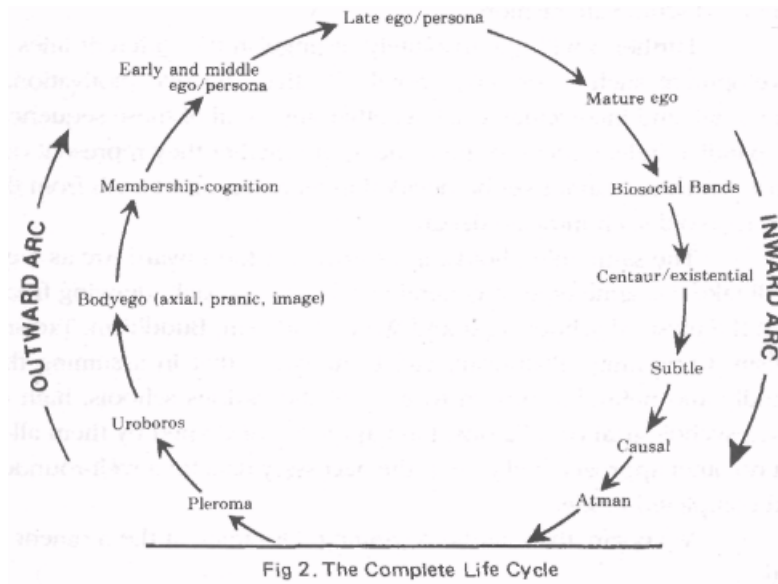 Late ego/persona
Early and middle
ego/persona
Mature ego
Membership-cognition
Biosocial Bands
OUTWARD ARC
INWARD ARC
Centaur/existential
Bodyego (axial, pranic, image)
Subtle
Uroboros
Causal
Pleroma
Atman
Fig 2. The Complete Life Cycle